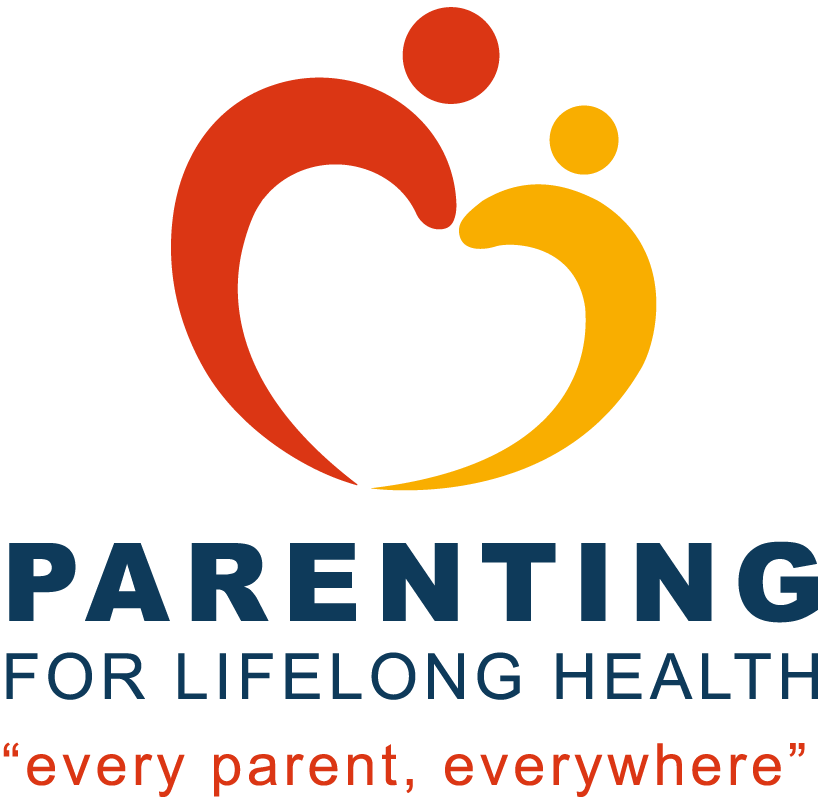 PARENTING
FOR LIFELONG HEALTH
“every parent, everywhere”